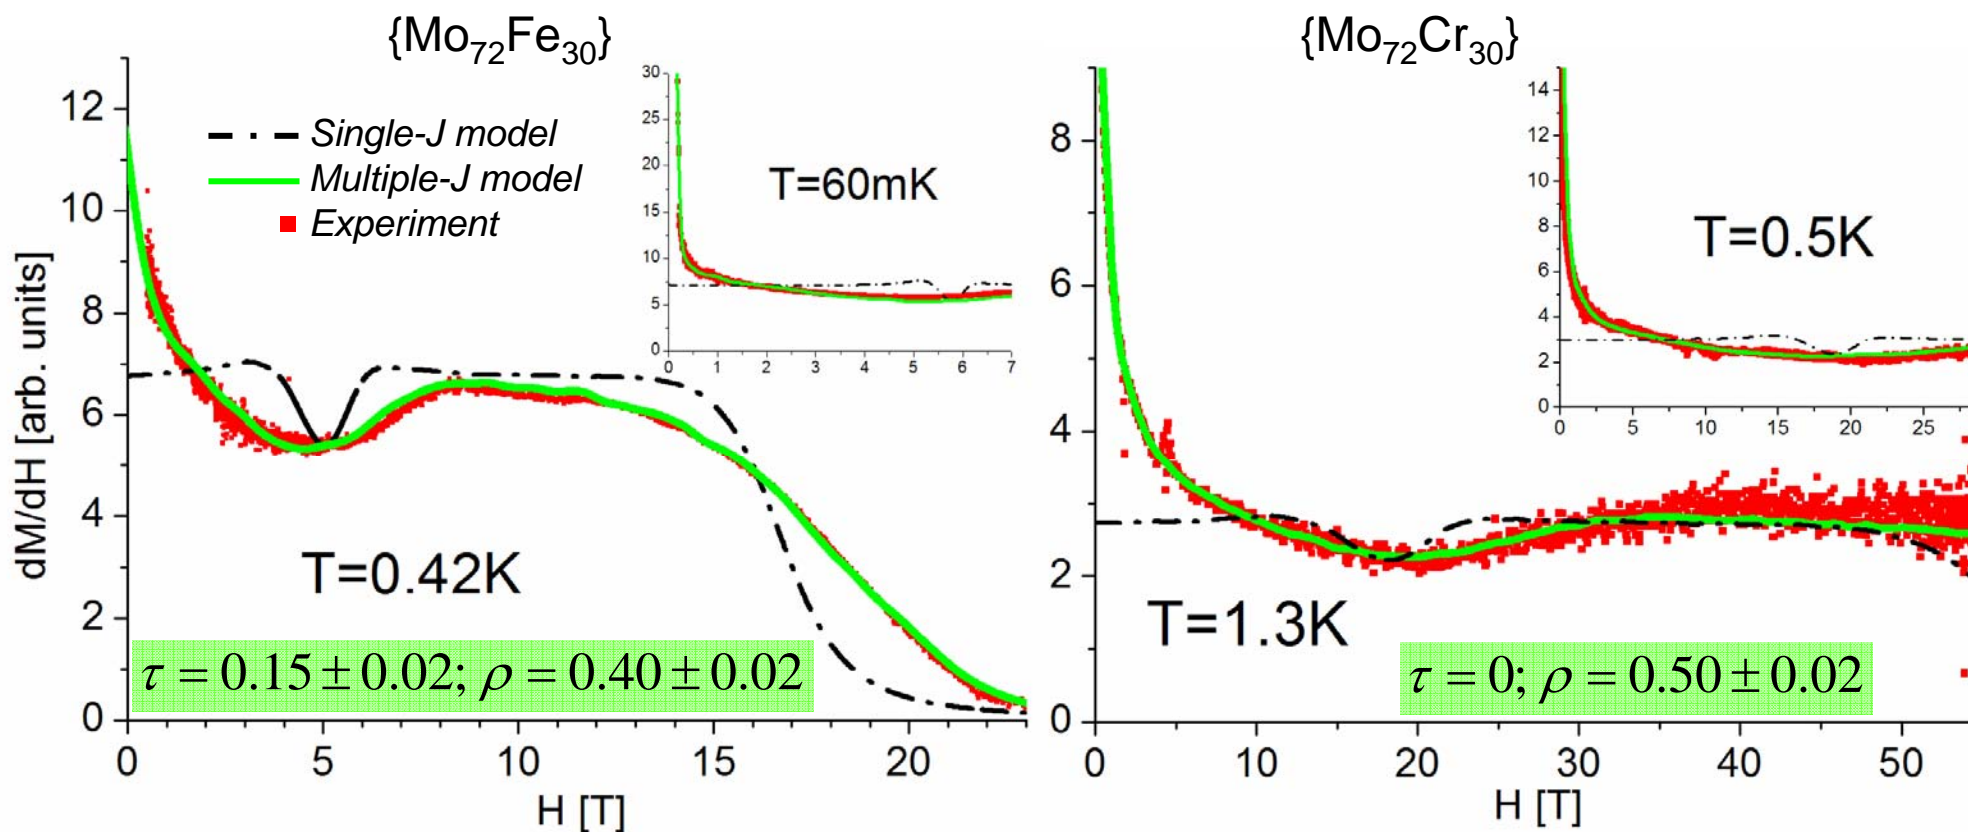 {Mo₇₂Fe₃₀}
12
10
8
6
4
2
0
dM/dH [arb. units]
Single-J model
Multiple-J model
Experiment
30
25
20
15
10
5
0
T=60mK
0 1 2 3 4 5 6 7
T=0.42K
τ = 0.15 ± 0.02; ρ = 0.40 ± 0.02
0 5 10 15 20
H [T]
{Mo₇₂Cr₃₀}
8
6
4
2
0
14
12
10
8
6
4
2
0
T=0.5K
0 5 10 15 20 25
T=1.3K
τ = 0; ρ = 0.50 ± 0.02
0 10 20 30 40 50
H [T]